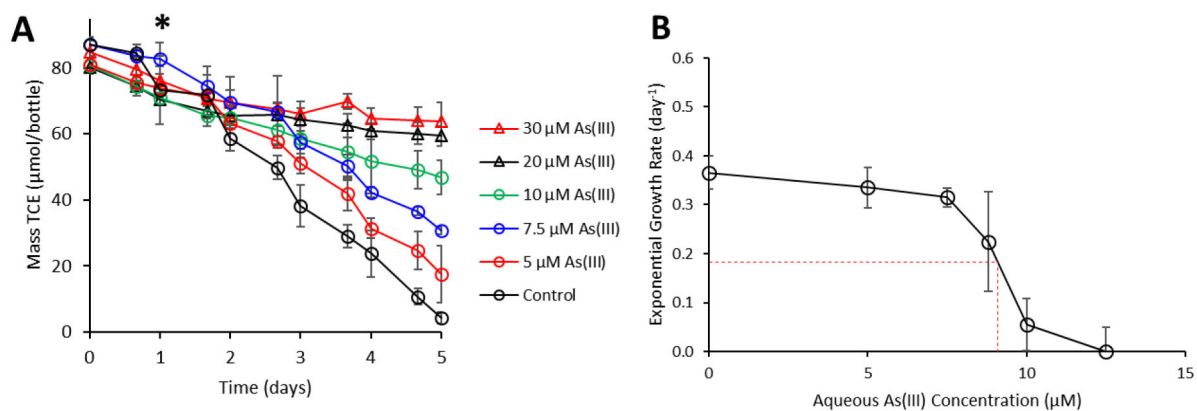 A
*
Mass TCE (μmol/bottle)
80
60
40
20
0
0 1 2 3 4 5
Time (days)
30 μM As(III)
20 μM As(III)
10 μM As(III)
7.5 μM As(III)
5 μM As(III)
Control
B
Exponential Growth Rate (day⁻¹)
0.6
0.5
0.4
0.3
0.2
0.1
0.0
0 5 10 15
Aqueous As(III) Concentration (μM)